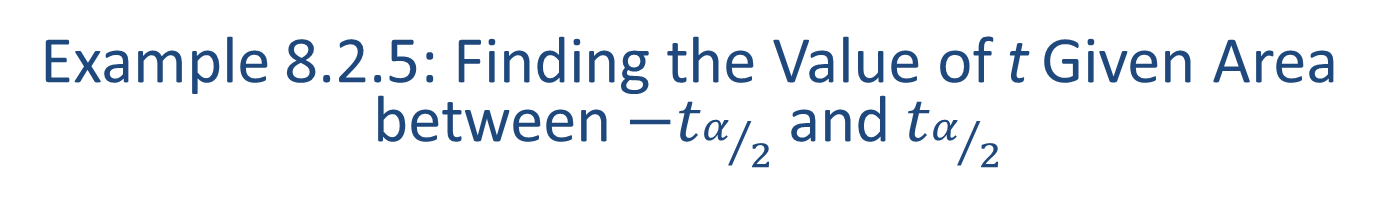 Example 8.2.5: Finding the Value of t Given Area
between −tα/2 and tα/2